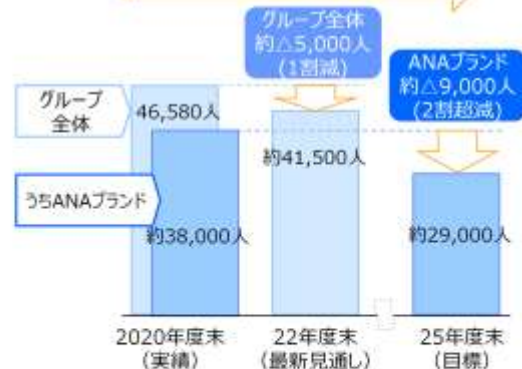 グループ全体
約△5,000人
(1割減)
ANAブランド
約△9,000人
(2割超減)
グループ
全体
46,580人
約41,500人
うちANAブランド
約38,000人
約29,000人
2020年度末
(実績)
22年度末
(最新見通し)
25年度末
(目標)